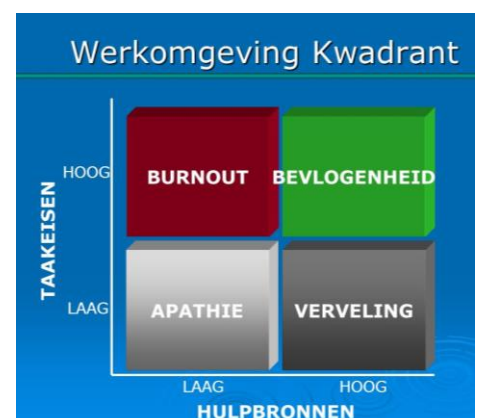 Werkomgeving Kwadrant
TAAKEISEN
HOOG
BURNOUT
BEVLOGENHEID
LAAG
APATHIE
VERVELING
LAAG
HOOG
HULPBRONNEN